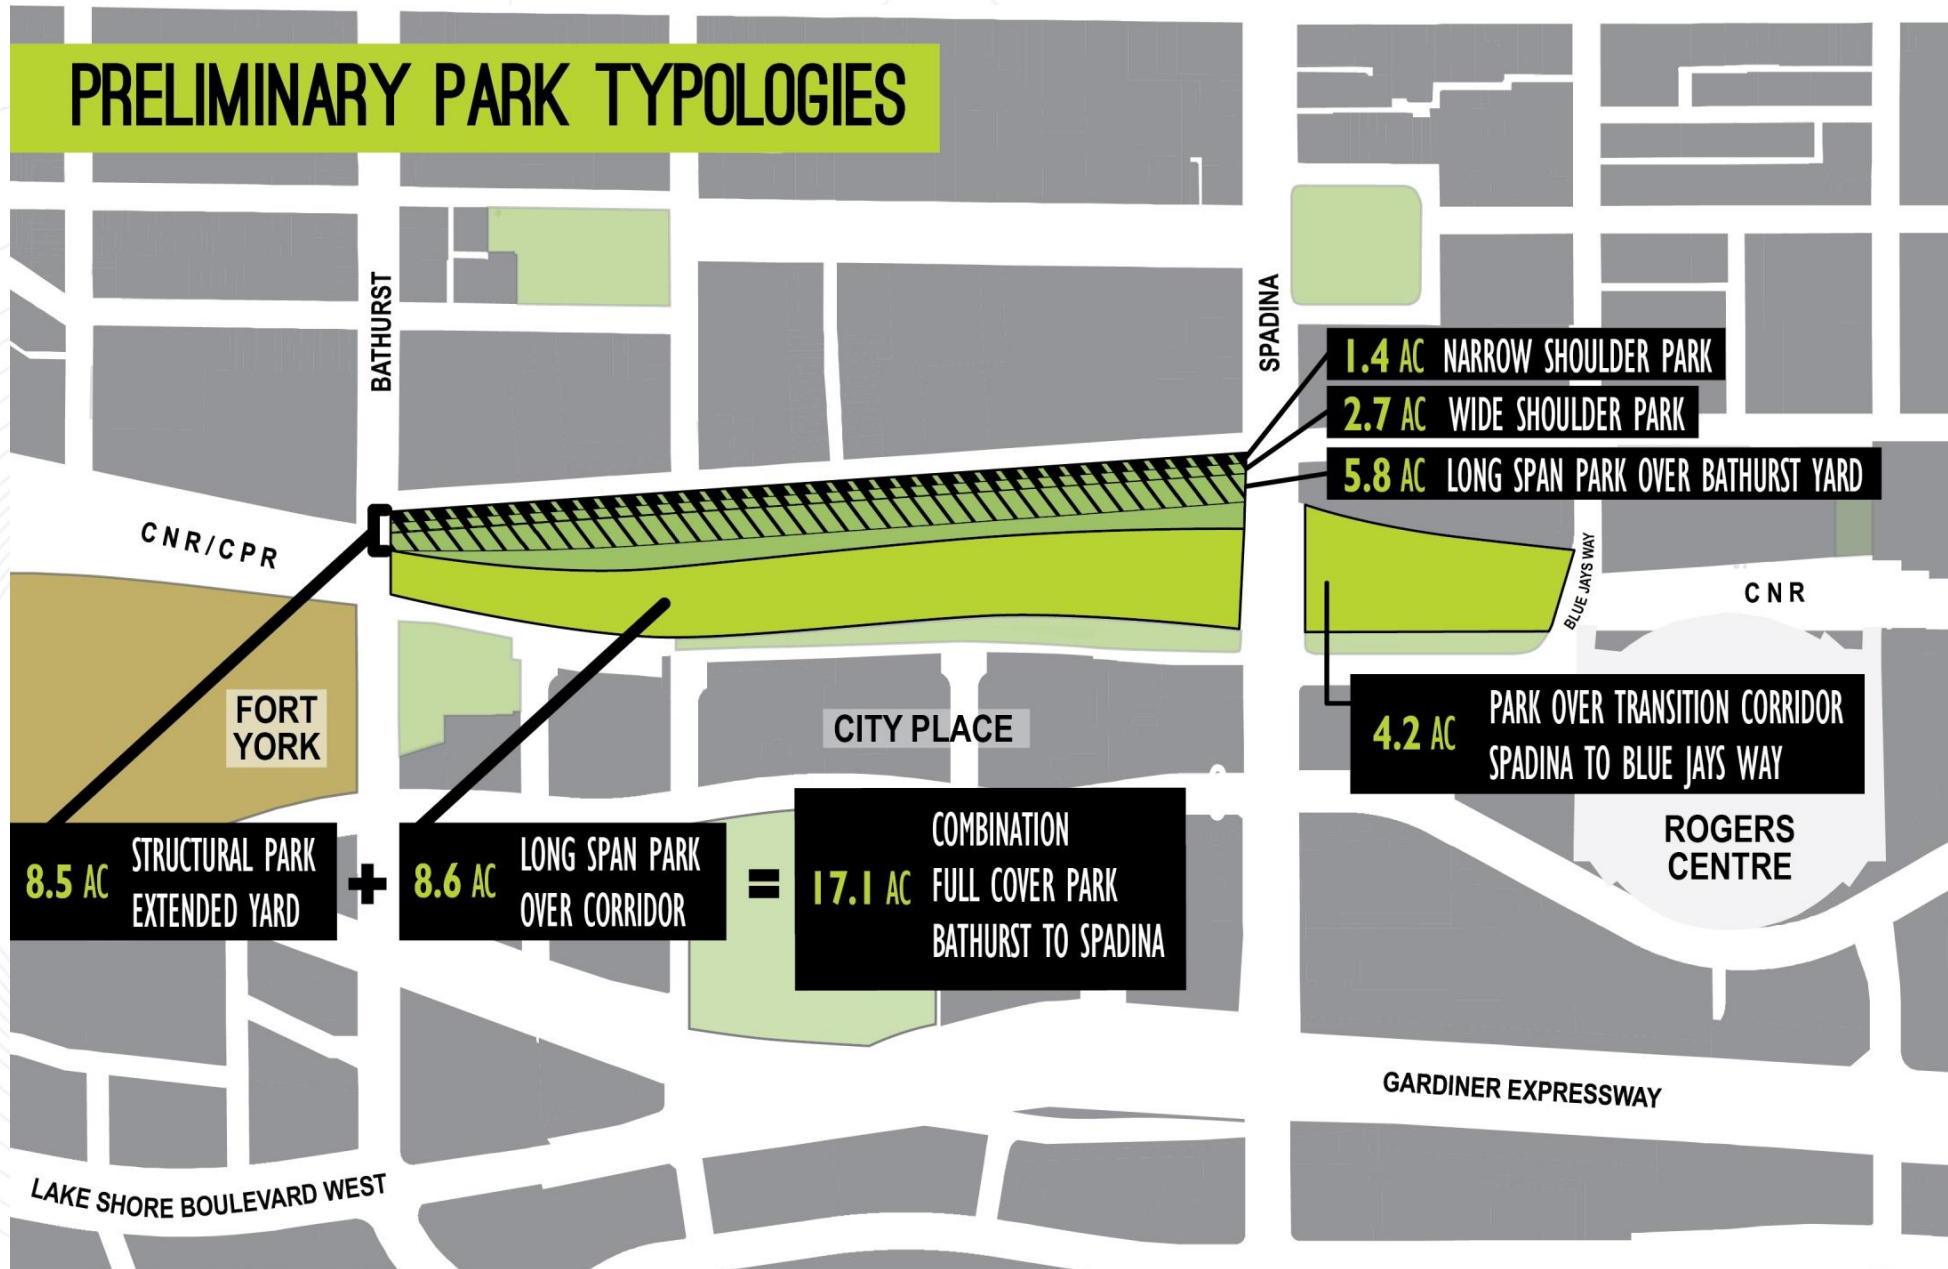 PRELIMINARY PARK TYPOLOGIES
BATHURST
SPADINA
1.4 AC NARROW SHOULDER PARK
2.7 AC WIDE SHOULDER PARK
5.8 AC LONG SPAN PARK OVER BATHURST YARD
CNR/CPR
BLUE JAYS WAY
CNR
FORT
YORK
CITY PLACE
4.2 AC
PARK OVER TRANSITION CORRIDOR
SPADINA TO BLUE JAYS WAY
ROGERS
CENTRE
8.5 AC
STRUCTURAL PARK
EXTENDED YARD
+
8.6 AC
LONG SPAN PARK
OVER CORRIDOR
=
17.1 AC
COMBINATION
FULL COVER PARK
BATHURST TO SPADINA
GARDINER EXPRESSWAY
LAKE SHORE BOULEVARD WEST